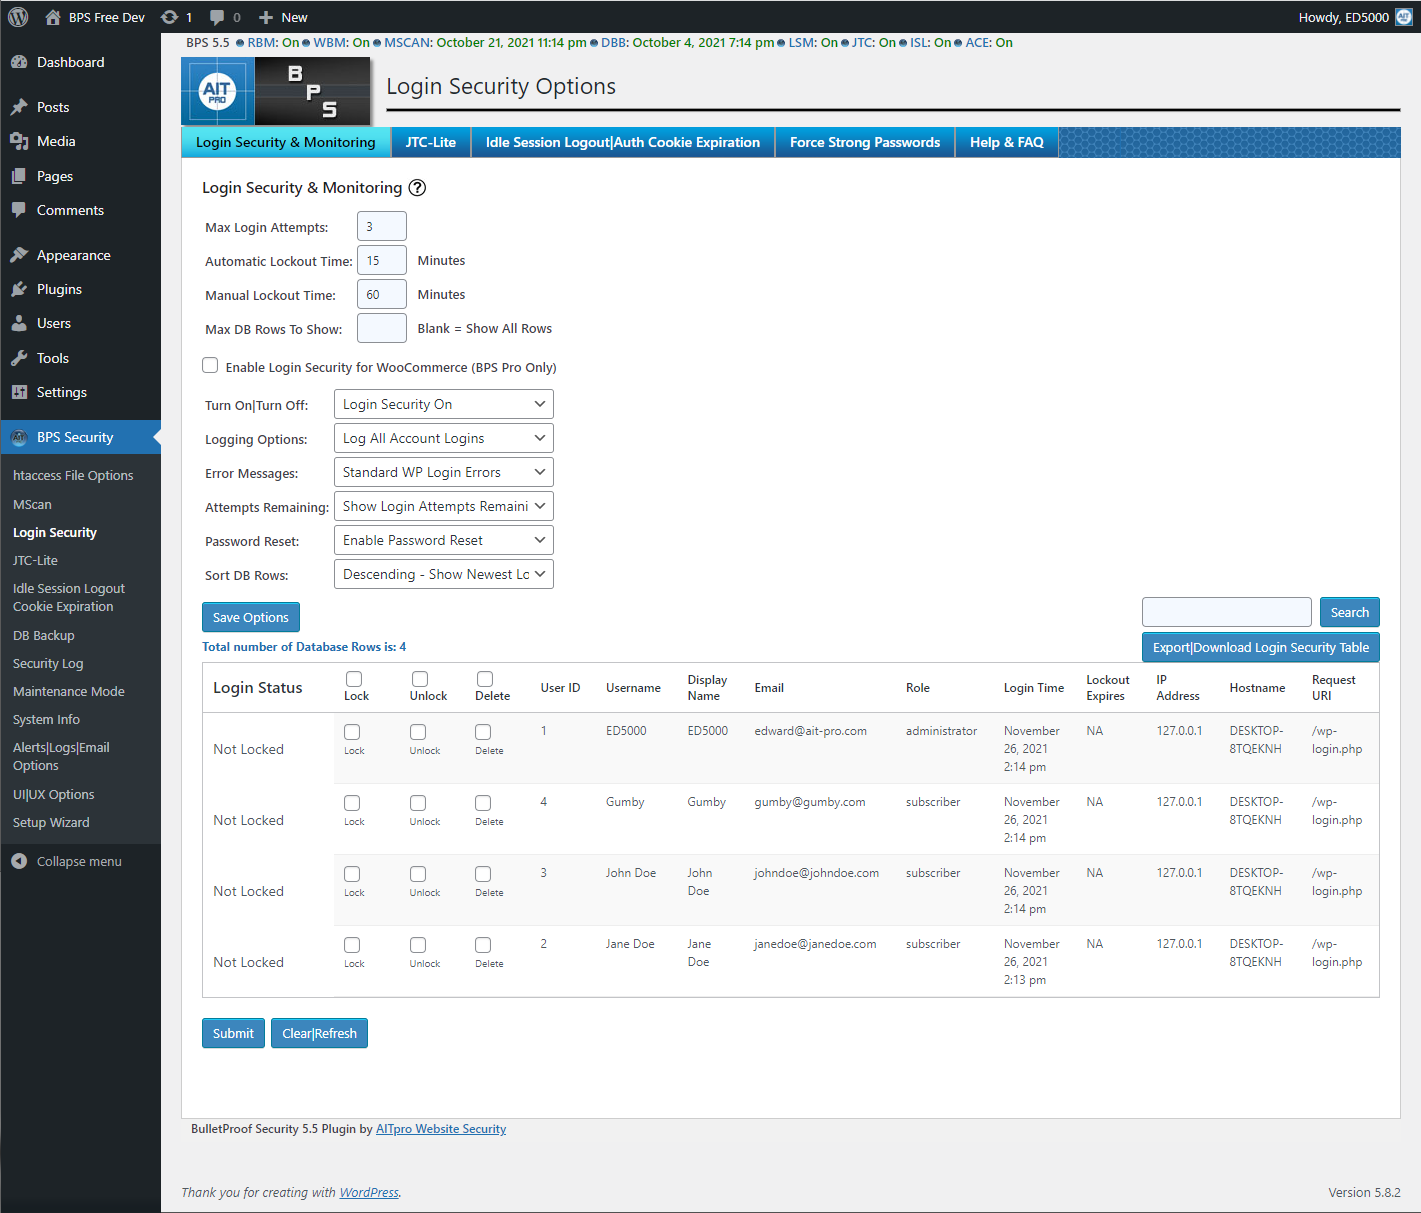 BPS Free Dev 1 0 New Howdy, ED5000
BPS 5.5 RBM: On WBM: On MSCAN: October 21, 2021 11:14 pm DBB: October 4, 2021 7:14 pm LSM: On JTC: On ISL: On ACE: On
AIT PRO
B P S
Login Security Options
Dashboard
Posts
Media
Pages
Comments
Appearance
Plugins
Users
Tools
Settings
BPS Security
htaccess File Options
MScan
Login Security
JTC-Lite
Idle Session Logout
Cookie Expiration
DB Backup
Security Log
Maintenance Mode
System Info
Alerts|Logs|Email
Options
UI|UX Options
Setup Wizard
Collapse menu
Login Security & Monitoring JTC-Lite Idle Session Logout|Auth Cookie Expiration Force Strong Passwords Help & FAQ
Login Security & Monitoring ?
Max Login Attempts: 3
Automatic Lockout Time: 15 Minutes
Manual Lockout Time: 60 Minutes
Max DB Rows To Show: Blank = Show All Rows
Enable Login Security for WooCommerce (BPS Pro Only)
Turn On|Turn Off: Login Security On
Logging Options: Log All Account Logins
Error Messages: Standard WP Login Errors
Attempts Remaining: Show Login Attempts Remaini
Password Reset: Enable Password Reset
Sort DB Rows: Descending - Show Newest Lo
Save Options Search
Total number of Database Rows is: 4 Export|Download Login Security Table
Login Status Lock Unlock Delete User ID Username Display Name Email Role Login Time Lockout Expires IP Address Hostname Request URI
Not Locked Lock Unlock Delete 1 ED5000 ED5000 edward@ait-pro.com administrator November 26, 2021 2:14 pm NA 127.0.0.1 DESKTOP-8TQEKNH /wp-login.php
Not Locked Lock Unlock Delete 4 Gumby Gumby gumby@gumby.com subscriber November 26, 2021 2:14 pm NA 127.0.0.1 DESKTOP-8TQEKNH /wp-login.php
Not Locked Lock Unlock Delete 3 John Doe John Doe johndoe@johndoe.com subscriber November 26, 2021 2:14 pm NA 127.0.0.1 DESKTOP-8TQEKNH /wp-login.php
Not Locked Lock Unlock Delete 2 Jane Doe Jane Doe janedoe@janedoe.com subscriber November 26, 2021 2:13 pm NA 127.0.0.1 DESKTOP-8TQEKNH /wp-login.php
Submit Clear|Refresh
BulletProof Security 5.5 Plugin by AITpro Website Security
Thank you for creating with WordPress. Version 5.8.2